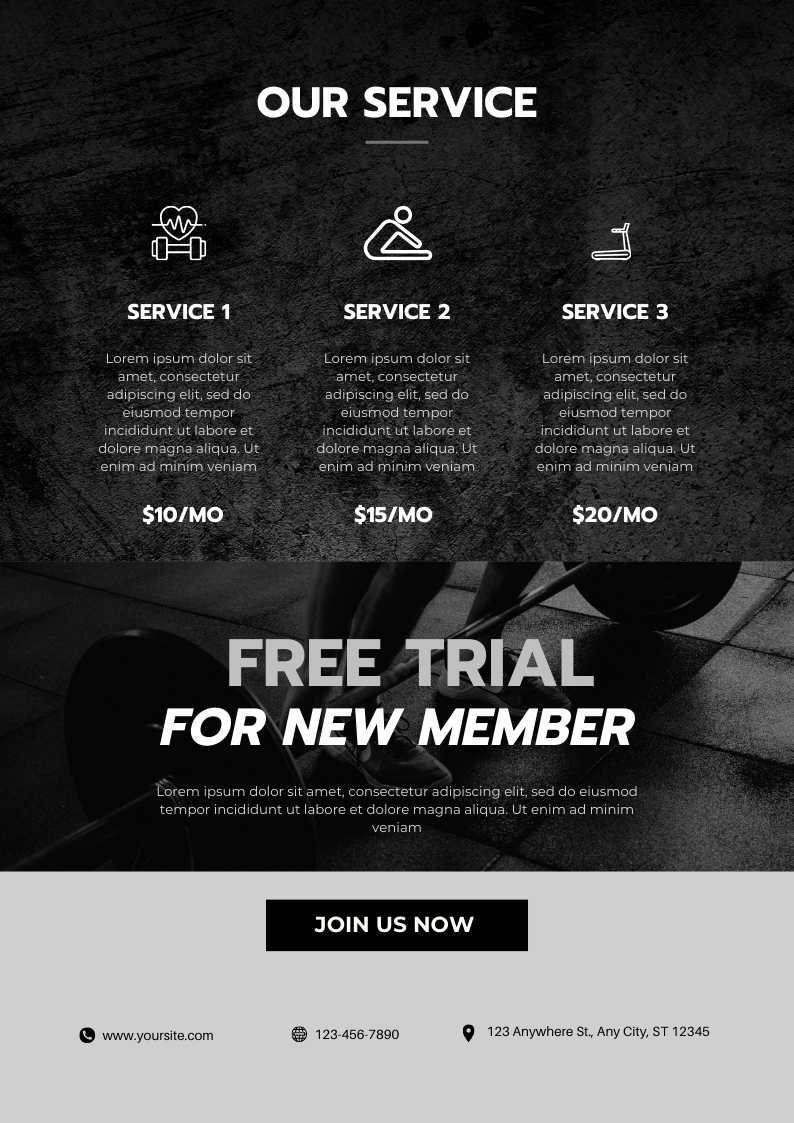 OUR SERVICE
SERVICE 1
Lorem ipsum dolor sit
amet, consectetur
adipiscing elit, sed do
eiusmod tempor
incididunt ut labore et
dolore magna aliqua. Ut
enim ad minim veniam
$10/MO
SERVICE 2
Lorem ipsum dolor sit
amet, consectetur
adipiscing elit, sed do
eiusmod tempor
incididunt ut labore et
dolore magna aliqua. Ut
enim ad minim veniam
$15/MO
SERVICE 3
Lorem ipsum dolor sit
amet, consectetur
adipiscing elit, sed do
eiusmod tempor
incididunt ut labore et
dolore magna aliqua. Ut
enim ad minim veniam
$20/MO
FREE TRIAL
FOR NEW MEMBER
Lorem ipsum dolor sit amet, consectetur adipiscing elit, sed do eiusmod
tempor incididunt ut labore et dolore magna aliqua. Ut enim ad minim
veniam
JOIN US NOW
www.yoursite.com
123-456-7890
123 Anywhere St., Any City, ST 12345